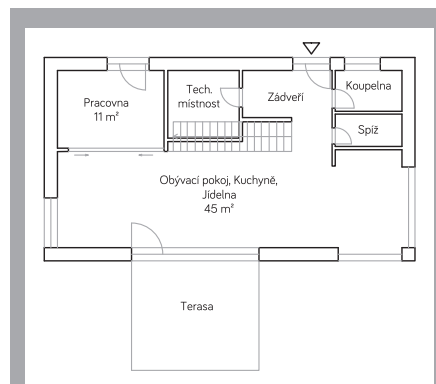 Pracovna
11 m²
Tech.
místnost
Zádveří
Koupelna
Spíž
Obývací pokoj, Kuchyně,
Jídelna
45 m²
Terasa